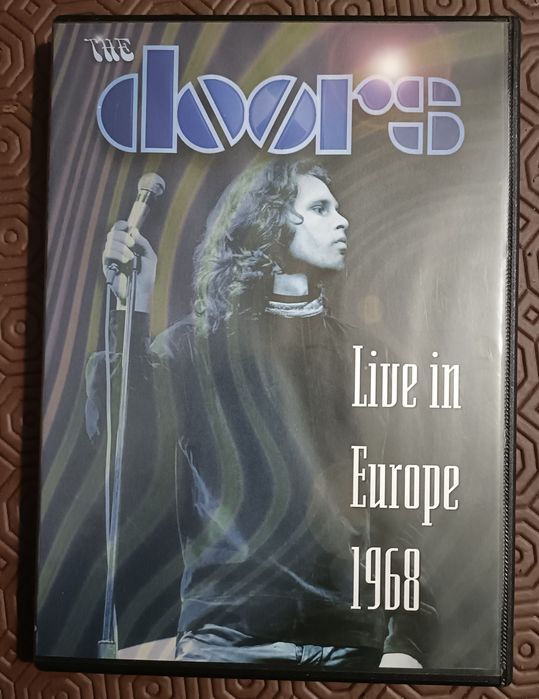 THE
doors
Live in
Europe
1968